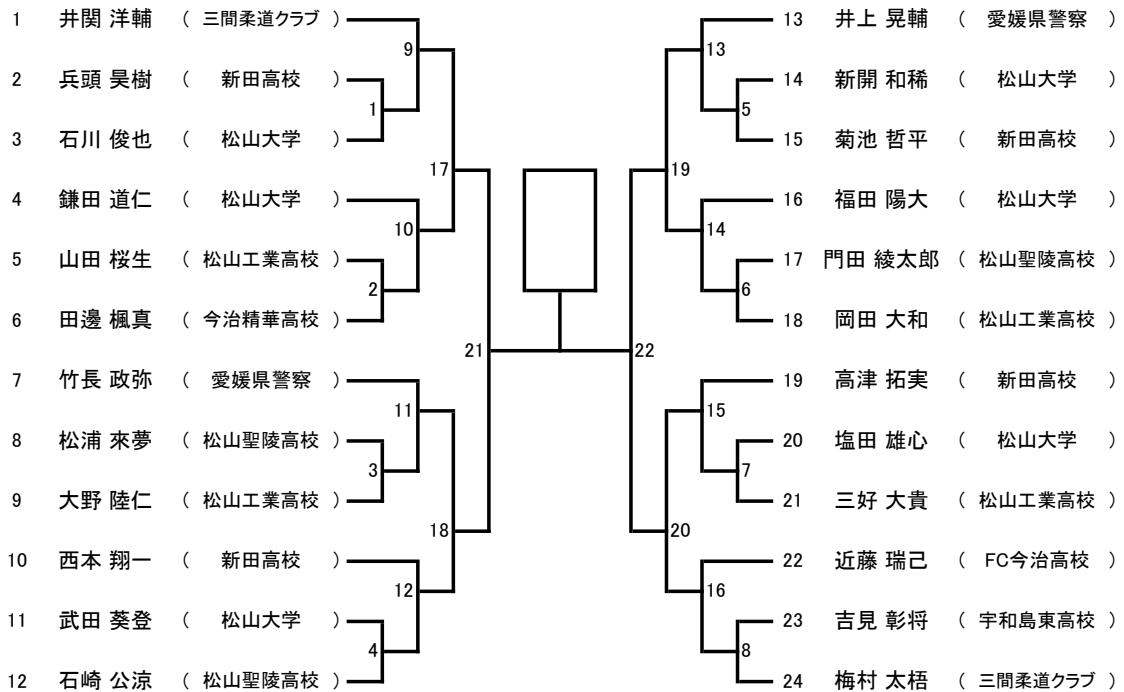 1 井関 洋輔 ( 三間柔道クラブ )
2 兵頭 昊樹 ( 新田高校 )
3 石川 俊也 ( 松山大学 )
4 鎌田 道仁 ( 松山大学 )
5 山田 桜生 ( 松山工業高校 )
6 田邊 楓真 ( 今治精華高校 )
7 竹長 政弥 ( 愛媛県警察 )
8 松浦 來夢 ( 松山聖陵高校 )
9 大野 陸仁 ( 松山工業高校 )
10 西本 翔一 ( 新田高校 )
11 武田 葵登 ( 松山大学 )
12 石崎 公涼 ( 松山聖陵高校 )
9
1
17
10
2
21
11
3
18
12
4
13
5
19
14
6
22
15
7
20
16
8
13 井上 晃輔 ( 愛媛県警察 )
14 新開 和稀 ( 松山大学 )
15 菊池 哲平 ( 新田高校 )
16 福田 陽大 ( 松山大学 )
17 門田 綾太郎 ( 松山聖陵高校 )
18 岡田 大和 ( 松山工業高校 )
19 高津 拓実 ( 新田高校 )
20 塩田 雄心 ( 松山大学 )
21 三好 大貴 ( 松山工業高校 )
22 近藤 瑞己 ( FC今治高校 )
23 吉見 彰将 ( 宇和島東高校 )
24 梅村 太梧 ( 三間柔道クラブ )